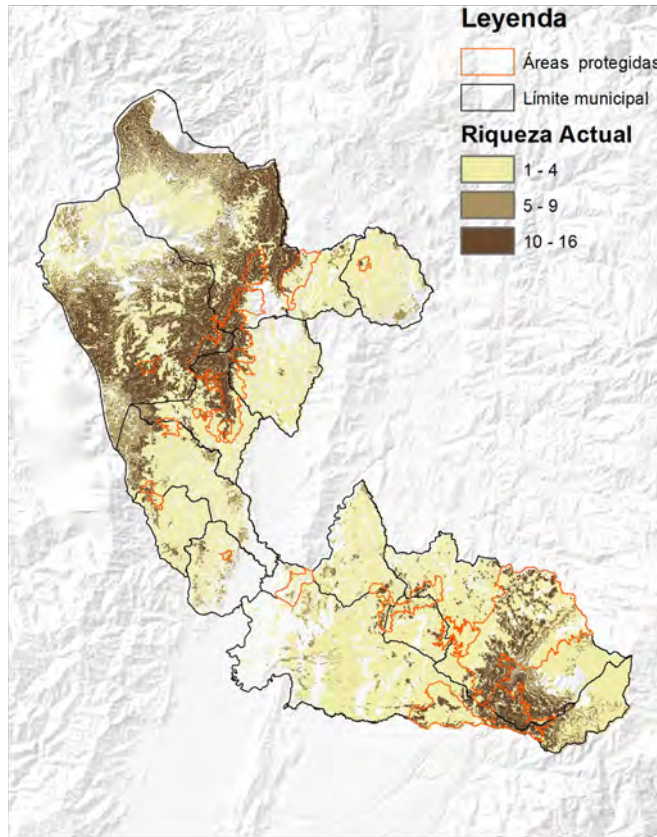 Leyenda
Áreas protegidas
Límite municipal
Riqueza Actual
1 - 4
5 - 9
10 - 16